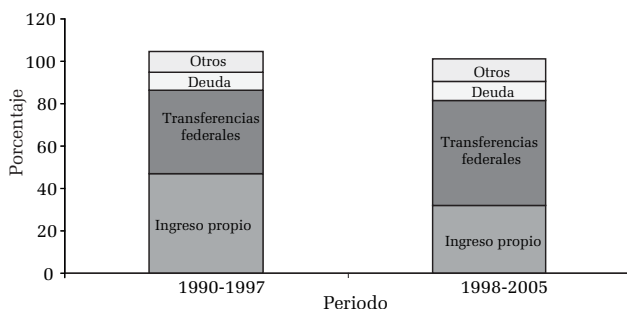 120
100
80
60
40
20
0
Porcentaje
Otros
Deuda
Transferencias
federales
Ingreso propio
Otros
Deuda
Transferencias
federales
Ingreso propio
1990-1997
1998-2005
Periodo